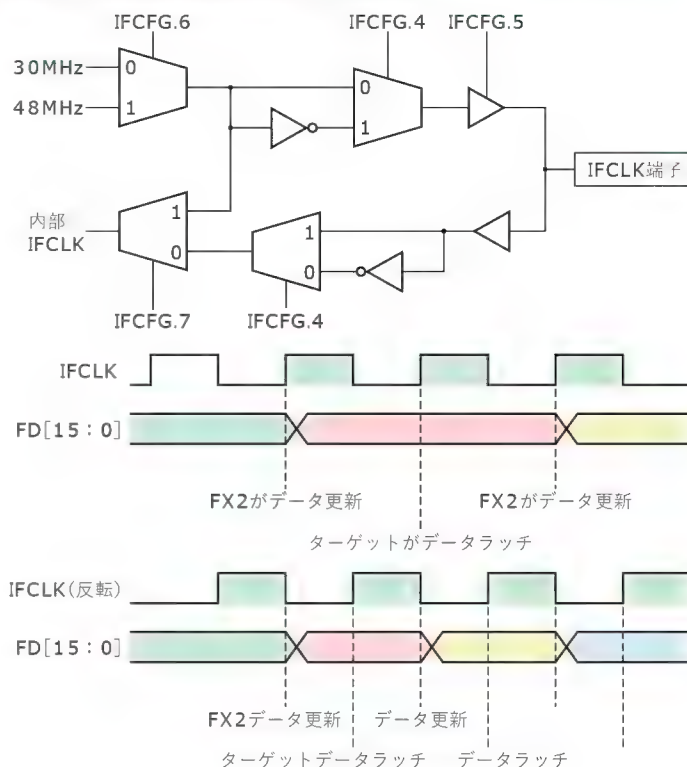 IFCFG.6
IFCFG.4
IFCFG.5
30MHz
0
48MHz
1
0
1
IFCLK端子
内部
IFCLK
1
0
1
0
IFCFG.7
IFCFG.4
IFCLK
FD[15：0]
FX2がデータ更新
FX2がデータ更新
ターゲットがデータラッチ
IFCLK(反転)
FD[15：0]
FX2データ更新
データ更新
ターゲットデータラッチ
データラッチ